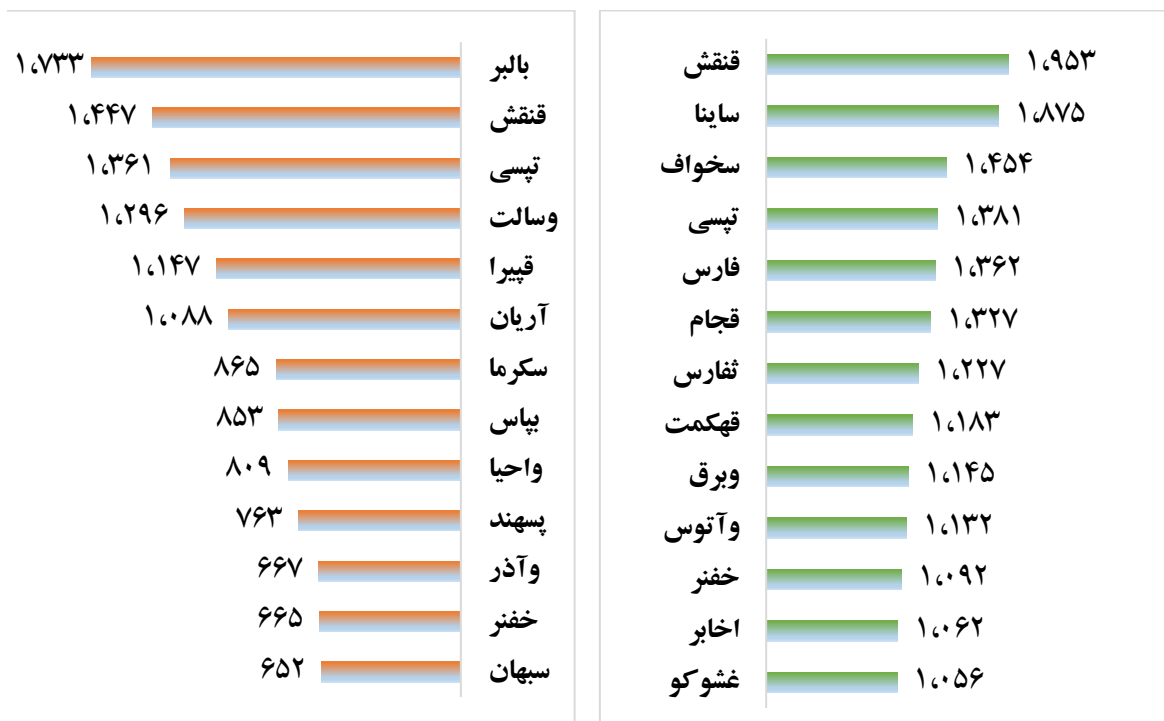 قنقش ۱،۹۵۳
ساینا ۱،۸۷۵
سخواف ۱،۴۵۴
تپسی ۱،۳۸۱
فارس ۱،۳۶۲
قجام ۱،۳۲۷
ثفارس ۱،۲۲۷
قهکمت ۱،۱۸۳
وبرق ۱،۱۴۵
وآتوس ۱،۱۳۲
خفنر ۱،۰۹۲
اخابر ۱،۰۶۲
غشوکو ۱،۰۵۶
بالبر ۱،۷۳۳
قنقش ۱،۴۴۷
تپسی ۱،۳۶۱
وسالت ۱،۲۹۶
قپیرا ۱،۱۴۷
آریان ۱،۰۸۸
سکرما ۸۶۵
بپاس ۸۵۳
واحیا ۸۰۹
پسهند ۷۶۳
وآذر ۶۶۷
خفنر ۶۶۵
سبهان ۶۵۲